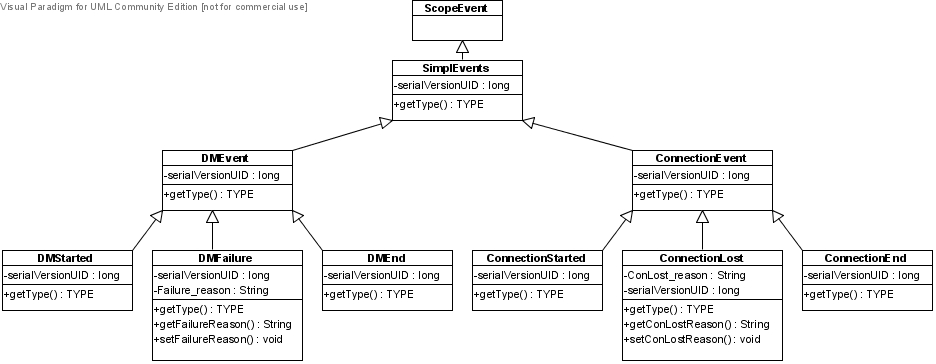 Visual Paradigm for UML Community Edition [not for commercial use]
ScopeEvent
SimplEvents
-serialVersionUID : long
+getType() : TYPE
DMEvent
-serialVersionUID : long
+getType() : TYPE
ConnectionEvent
-serialVersionUID : long
+getType() : TYPE
DMStarted
-serialVersionUID : long
+getType() : TYPE
DMFailure
-serialVersionUID : long
-Failure_reason : String
+getType() : TYPE
+getFailureReason() : String
+setFailureReason() : void
DMEnd
-serialVersionUID : long
+getType() : TYPE
ConnectionStarted
-serialVersionUID : long
+getType() : TYPE
ConnectionLost
-ConLost_reason : String
-serialVersionUID : long
+getType() : TYPE
+getConLostReason() : String
+setConLostReason() : void
ConnectionEnd
-serialVersionUID : long
+getType() : TYPE